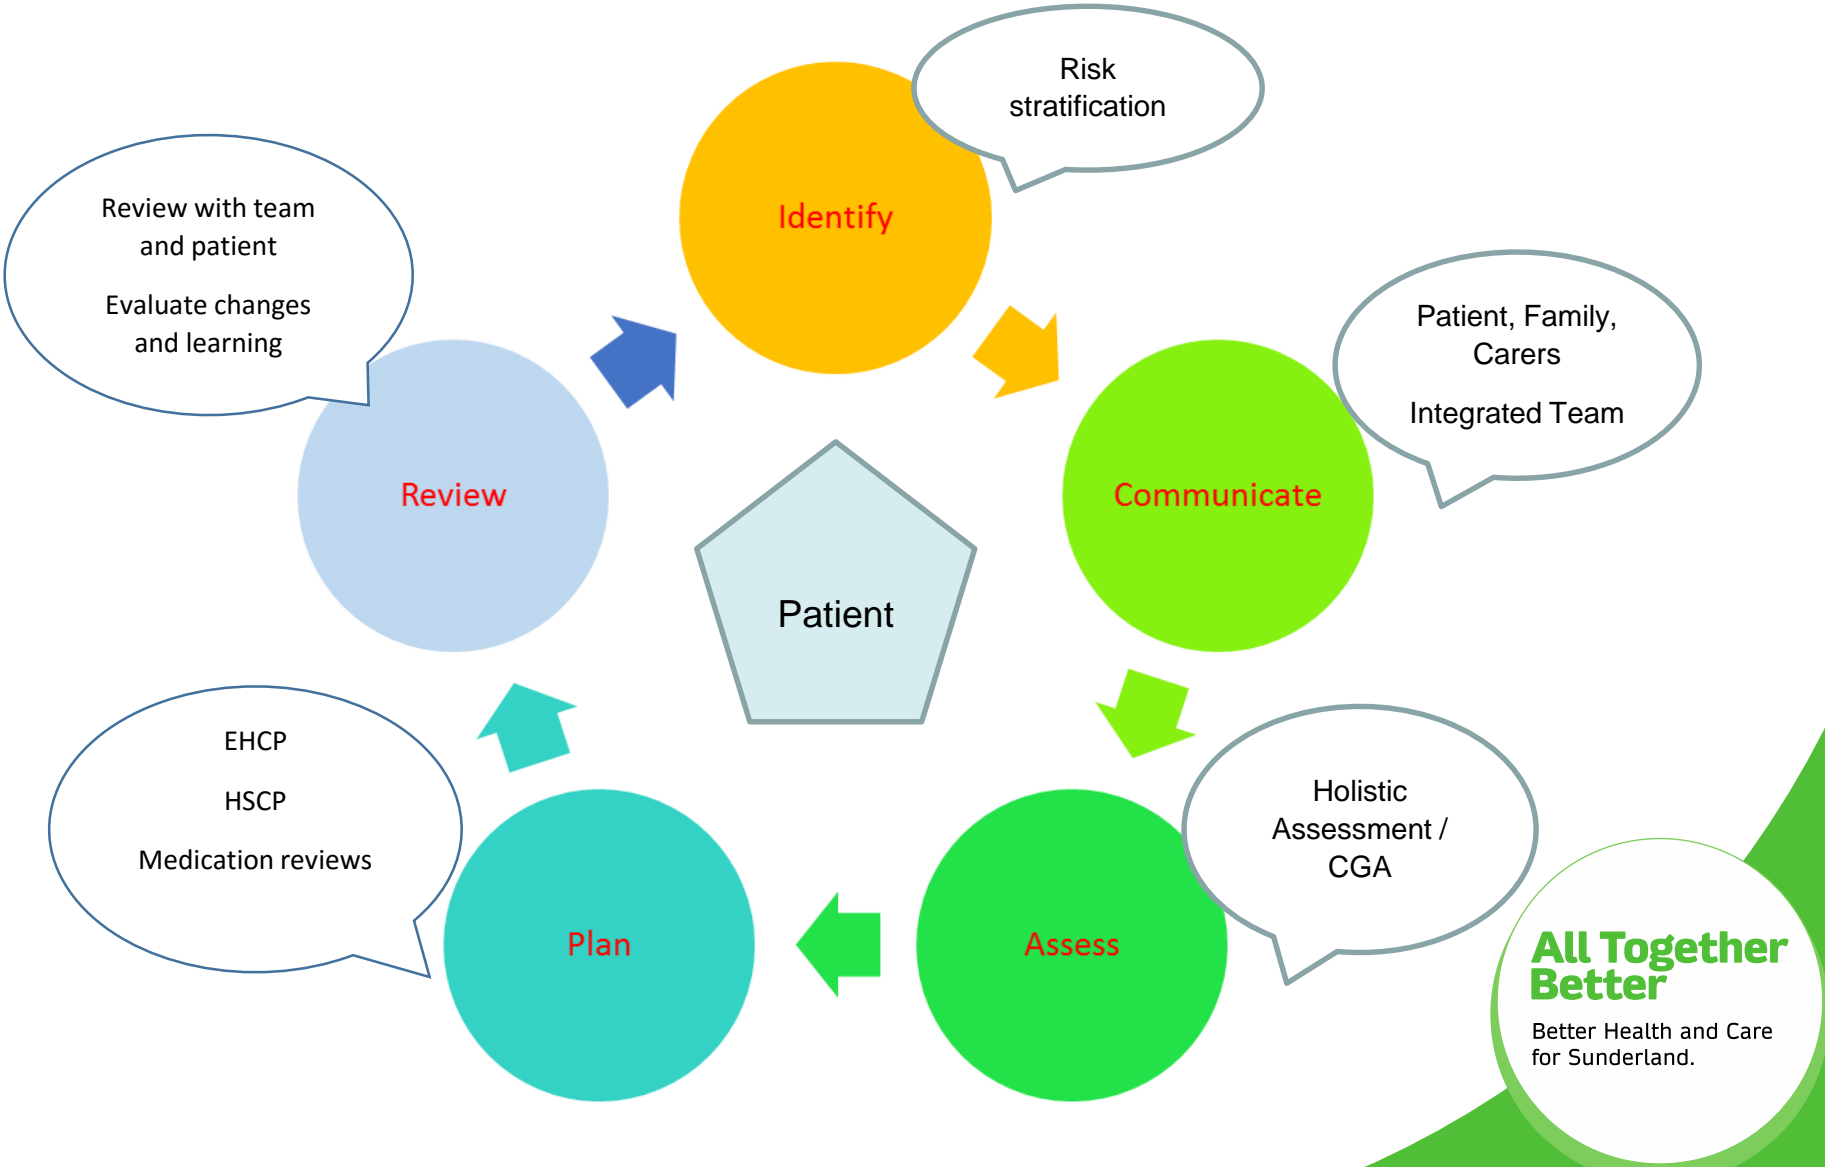 Risk
stratification
Identify
Review with team
and patient
Evaluate changes
and learning
Patient, Family,
Carers
Integrated Team
Review
Communicate
Patient
EHCP
HSCP
Medication reviews
Holistic
Assessment /
CGA
Plan
Assess
All Together
Better
Better Health and Care
for Sunderland.